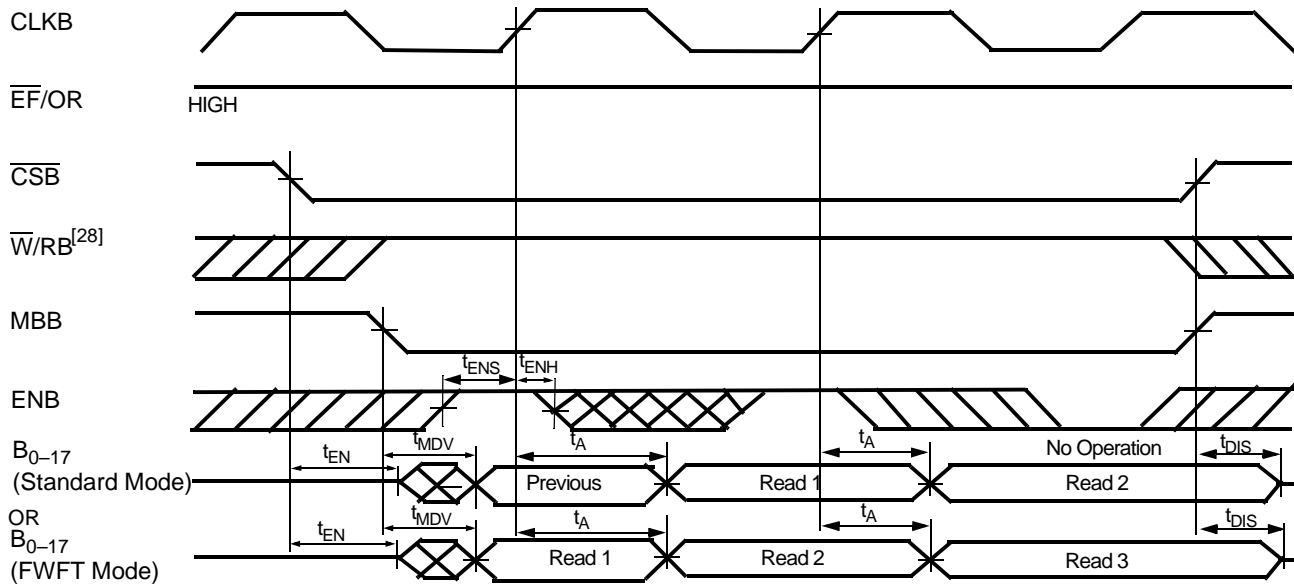 CLKB
EF/OR
HIGH
CSB
W/RB[28]
MBB
tENS tENH
ENB
tMDV
B0–17
(Standard Mode)
tEN
tA
tA
No Operation
tDIS
Previous
Read 1
Read 2
OR
B0–17
(FWFT Mode)
tEN
tMDV
tA
tA
tDIS
Read 1
Read 2
Read 3